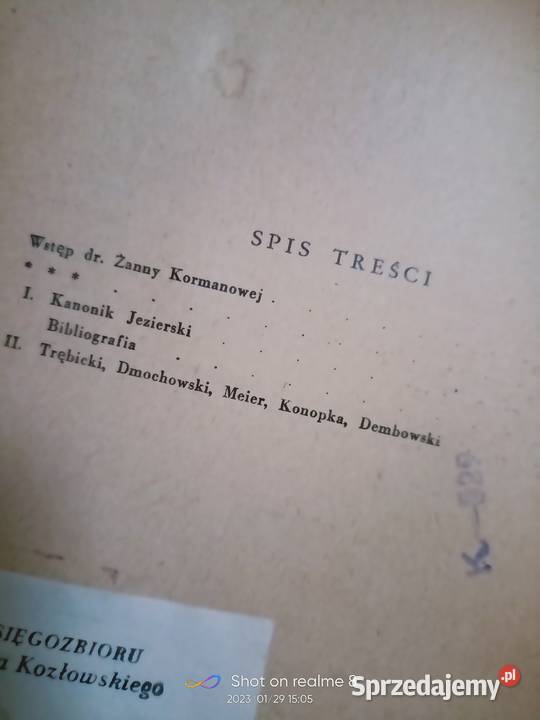 SPIS TREŚCI
Wstęp dr. Żanny Kormanowej . . . . .
* * * . . . . . . . . .
I. Kanonik Jezierski . . . . . . .
Bibliografia . . . . . . . .
II. Trębicki, Dmochowski, Meier, Konopka, Dembowski
K-929
SIĘGOZBIORU
a Kozłowskiego
Shot on realme 8
2023/01/29 15:05
Sprzedajemy.pl